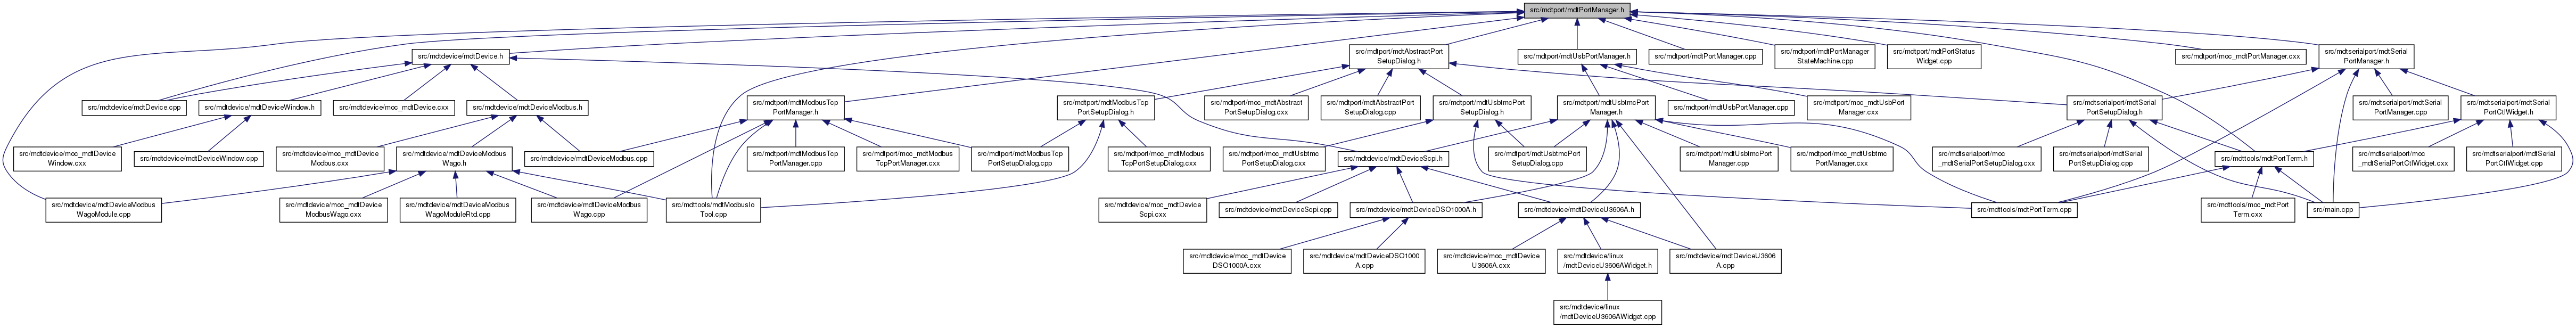 src/mdtport/mdtPortManager.h
src/mdtdevice/mdtDevice.h
src/mdtport/mdtAbstractPort
SetupDialog.h
src/mdtport/mdtUsbPortManager.h
src/mdtport/mdtPortManager.cpp
src/mdtport/mdtPortManager
StateMachine.cpp
src/mdtport/mdtPortStatus
Widget.cpp
src/mdtport/moc_mdtPortManager.cxx
src/mdtserialport/mdtSerial
PortManager.h
src/mdtdevice/mdtDevice.cpp
src/mdtdevice/mdtDeviceWindow.h
src/mdtdevice/moc_mdtDevice.cxx
src/mdtdevice/mdtDeviceModbus.h
src/mdtport/mdtModbusTcp
PortManager.h
src/mdtport/mdtModbusTcp
PortSetupDialog.h
src/mdtport/moc_mdtAbstract
PortSetupDialog.cxx
src/mdtport/mdtAbstractPort
SetupDialog.cpp
src/mdtport/mdtUsbtmcPort
SetupDialog.h
src/mdtport/mdtUsbtmcPort
Manager.h
src/mdtport/mdtUsbPortManager.cpp
src/mdtport/moc_mdtUsbPort
Manager.cxx
src/mdtserialport/mdtSerial
PortSetupDialog.h
src/mdtserialport/mdtSerial
PortManager.cpp
src/mdtserialport/mdtSerial
PortCtlWidget.h
src/mdtdevice/moc_mdtDevice
Window.cxx
src/mdtdevice/mdtDeviceWindow.cpp
src/mdtdevice/moc_mdtDevice
Modbus.cxx
src/mdtdevice/mdtDeviceModbus
Wago.h
src/mdtdevice/mdtDeviceModbus.cpp
src/mdtport/mdtModbusTcp
PortManager.cpp
src/mdtport/moc_mdtModbus
TcpPortManager.cxx
src/mdtport/mdtModbusTcp
PortSetupDialog.cpp
src/mdtport/moc_mdtModbus
TcpPortSetupDialog.cxx
src/mdtport/moc_mdtUsbtmc
PortSetupDialog.cxx
src/mdtdevice/mdtDeviceScpi.h
src/mdtport/mdtUsbtmcPort
SetupDialog.cpp
src/mdtport/mdtUsbtmcPort
Manager.cpp
src/mdtport/moc_mdtUsbtmc
PortManager.cxx
src/mdtserialport/moc
_mdtSerialPortSetupDialog.cxx
src/mdtserialport/mdtSerial
PortSetupDialog.cpp
src/mdttools/mdtPortTerm.h
src/mdtserialport/moc
_mdtSerialPortCtlWidget.cxx
src/mdtserialport/mdtSerial
PortCtlWidget.cpp
src/mdtdevice/mdtDeviceModbus
WagoModule.cpp
src/mdtdevice/moc_mdtDevice
ModbusWago.cxx
src/mdtdevice/mdtDeviceModbus
WagoModuleRtd.cpp
src/mdtdevice/mdtDeviceModbus
Wago.cpp
src/mdttools/mdtModbusIo
Tool.cpp
src/mdtdevice/moc_mdtDevice
Scpi.cxx
src/mdtdevice/mdtDeviceScpi.cpp
src/mdtdevice/mdtDeviceDSO1000A.h
src/mdtdevice/mdtDeviceU3606A.h
src/mdttools/mdtPortTerm.cpp
src/mdttools/moc_mdtPort
Term.cxx
src/main.cpp
src/mdtdevice/moc_mdtDevice
DSO1000A.cxx
src/mdtdevice/mdtDeviceDSO1000
A.cpp
src/mdtdevice/moc_mdtDevice
U3606A.cxx
src/mdtdevice/linux
/mdtDeviceU3606AWidget.h
src/mdtdevice/mdtDeviceU3606
A.cpp
src/mdtdevice/linux
/mdtDeviceU3606AWidget.cpp